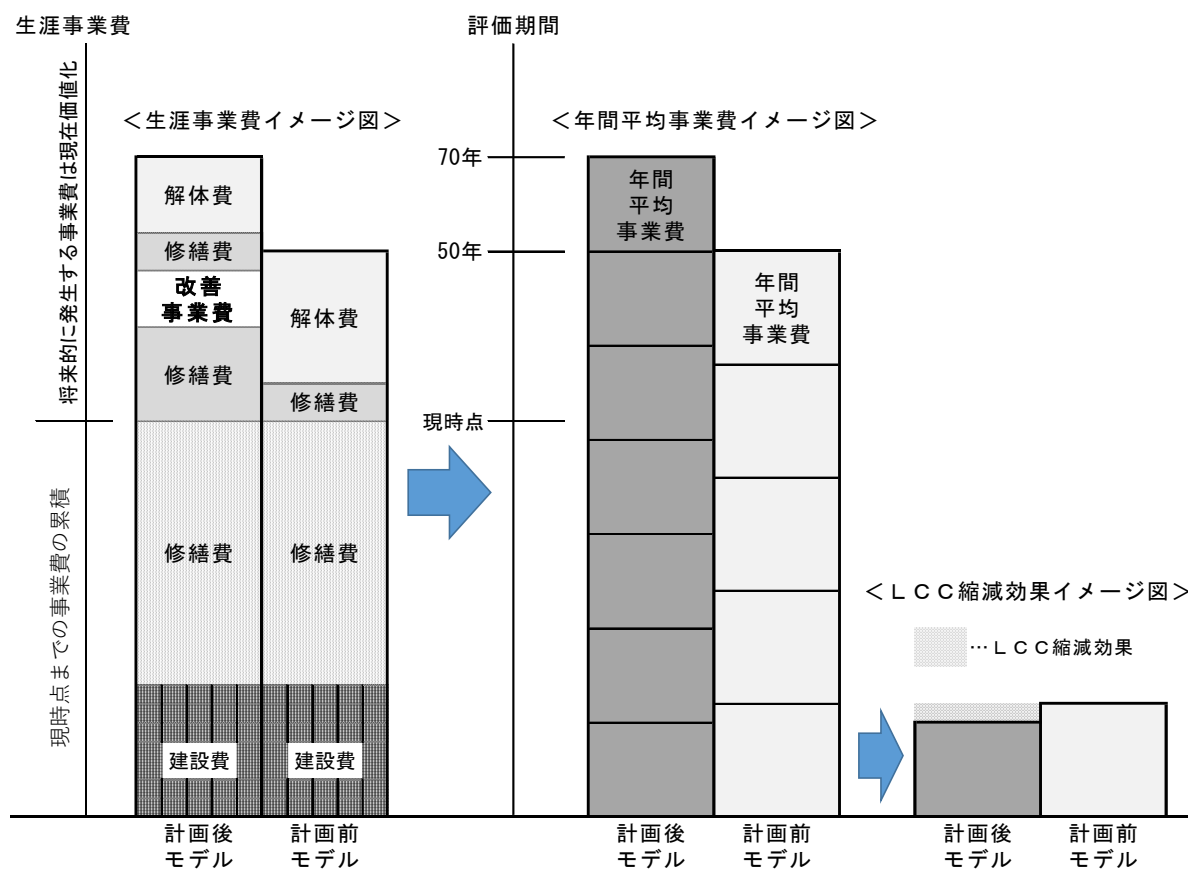 生涯事業費
将来的に発生する事業費は現在価値化
現時点までの事業費の累積
＜生涯事業費イメージ図＞
解体費
修繕費
改善
事業費
修繕費
修繕費
建設費
解体費
修繕費
修繕費
建設費
計画後
モデル
計画前
モデル
評価期間
＜年間平均事業費イメージ図＞
70年
50年
現時点
年間
平均
事業費
年間
平均
事業費
計画後
モデル
計画前
モデル
＜ＬＣＣ縮減効果イメージ図＞
…ＬＣＣ縮減効果
計画後
モデル
計画前
モデル